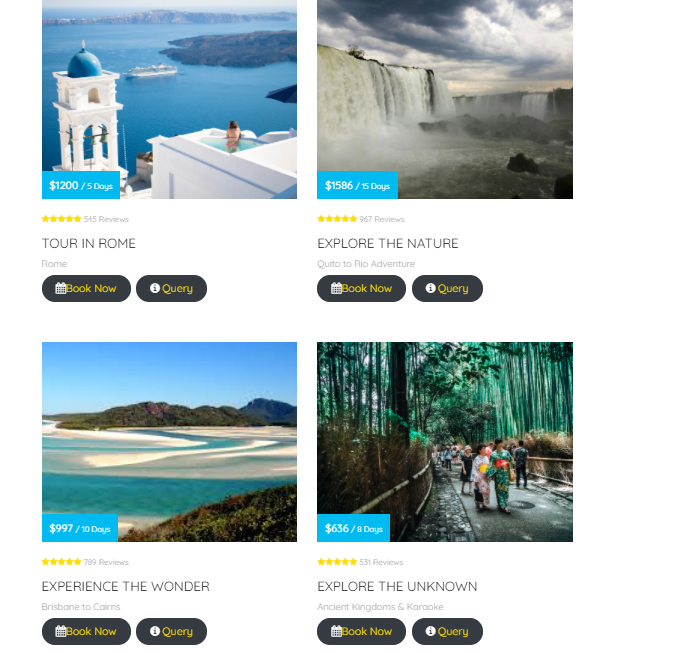 $1200 / 5 Days
545 Reviews
TOUR IN ROME
Rome
Book Now
Query
$1586 / 15 Days
967 Reviews
EXPLORE THE NATURE
Quito to Rio Adventure
Book Now
Query
$997 / 10 Days
789 Reviews
EXPERIENCE THE WONDER
Brisbane to Cairns
Book Now
Query
$636 / 8 Days
531 Reviews
EXPLORE THE UNKNOWN
Ancient Kingdoms & Karaoke
Book Now
Query